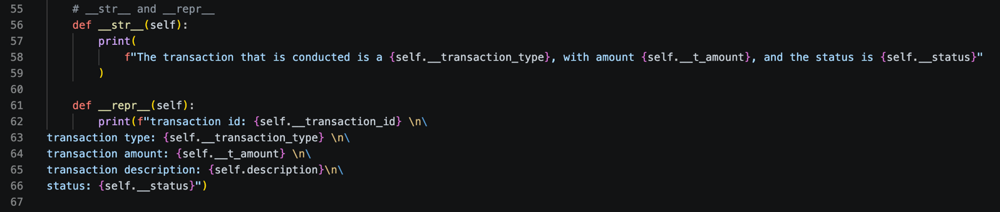 55 # __str__ and __repr__
56 def __str__(self):
57 print(
58 f"The transaction that is conducted is a {self.__transaction_type}, with amount {self.__t_amount}, and the status is {self.__status}"
59 )
60
61 def __repr__(self):
62 print(f"transaction id: {self.__transaction_id} \n\
63 transaction type: {self.__transaction_type} \n\
64 transaction amount: {self.__t_amount} \n\
65 transaction description: {self.description}\n\
66 status: {self.__status}")
67